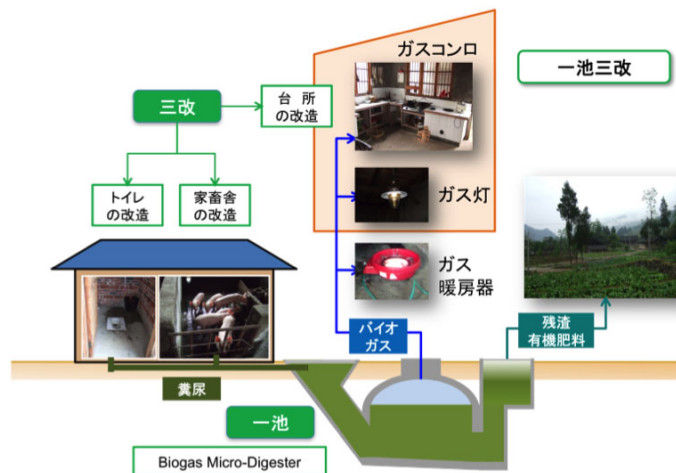 ガスコンロ
一池三改
三改
台 所
の改造
トイレ
の改造
家畜舎
の改造
ガス灯
ガス
暖房器
バイオ
ガス
残渣
有機肥料
糞尿
一池
Biogas Micro-Digester